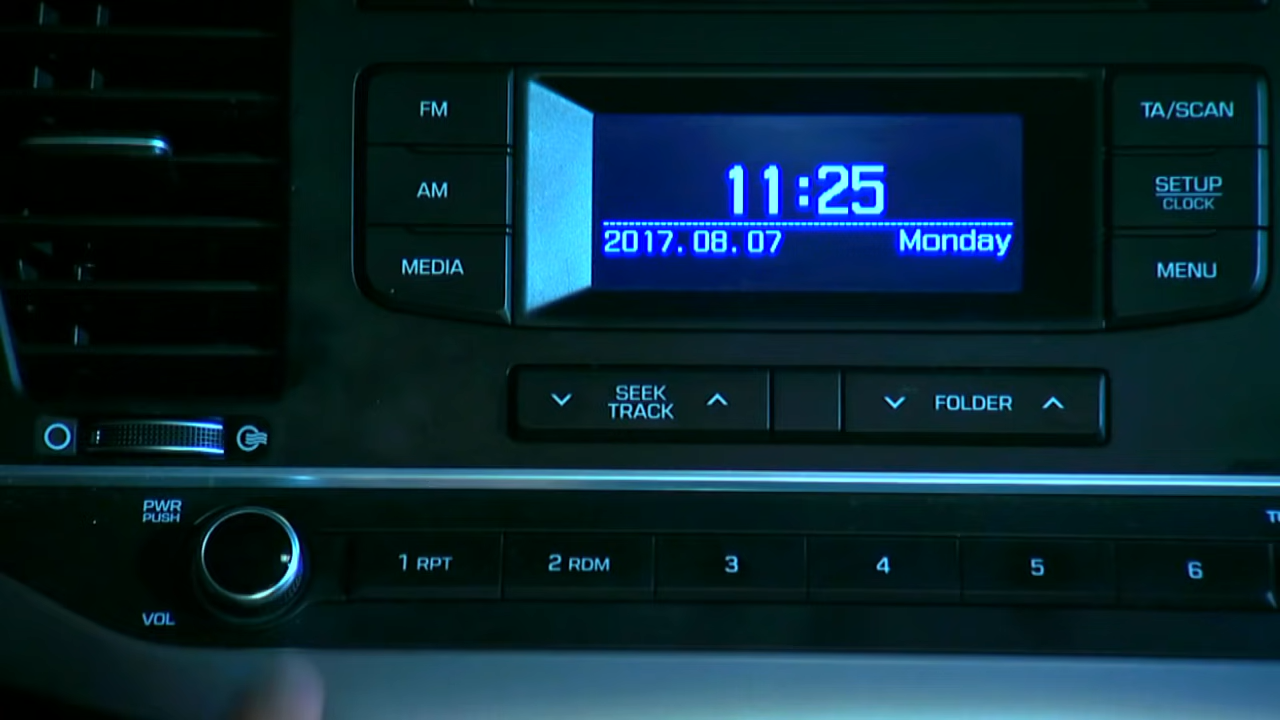 FM
AM
MEDIA
11:25
2017.08.07 Monday
TA/SCAN
SETUP
CLOCK
MENU
SEEK
TRACK
FOLDER
PWR
PUSH
VOL
1 RPT
2 RDM
3
4
5
6